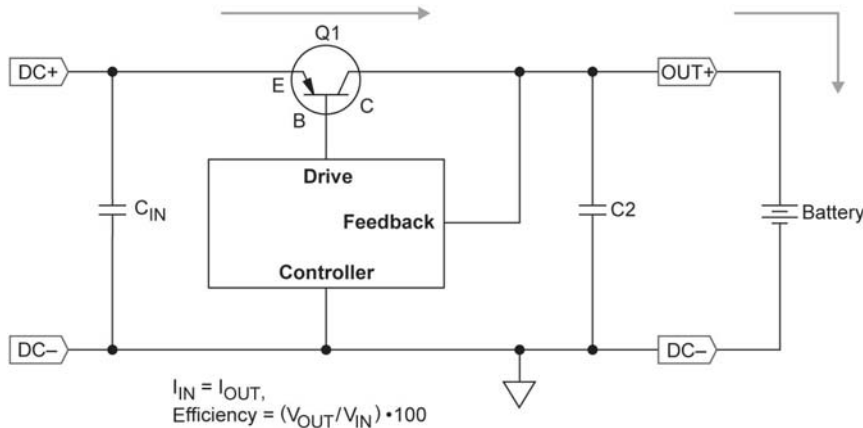 Q1
DC+
E
B
C
OUT+
Drive
Feedback
Controller
C_IN
C2
Battery
DC–
DC–
I_IN = I_OUT,
Efficiency = (V_OUT/V_IN) •100